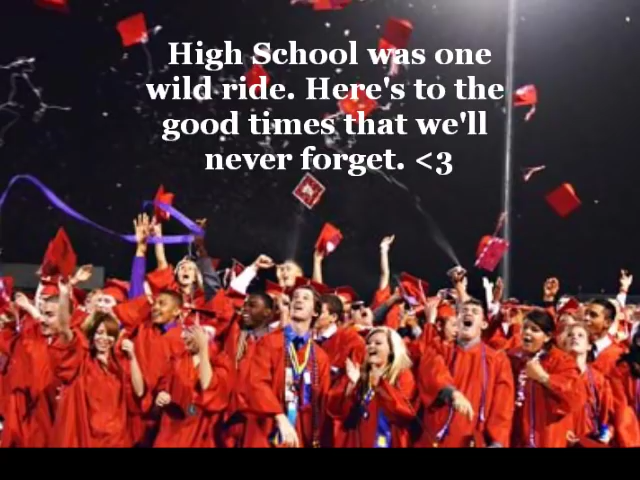 High School was one
wild ride. Here's to the
good times that we'll
never forget. <3